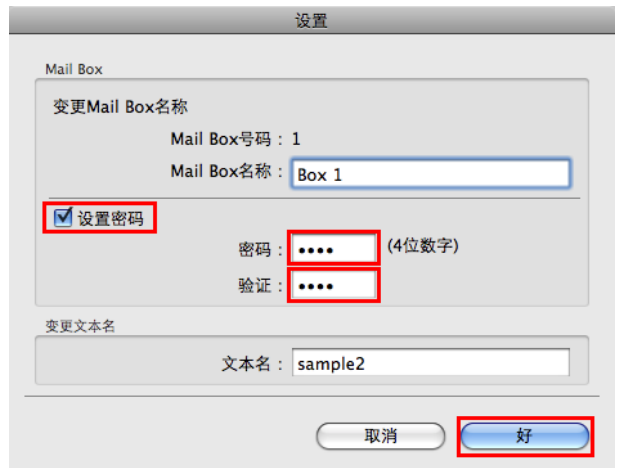 设置
Mail Box
变更Mail Box名称
Mail Box号码：1
Mail Box名称：Box 1
设置密码
密码：•••• (4位数字)
验证：••••
变更文本名
文本名：sample2
取消 好